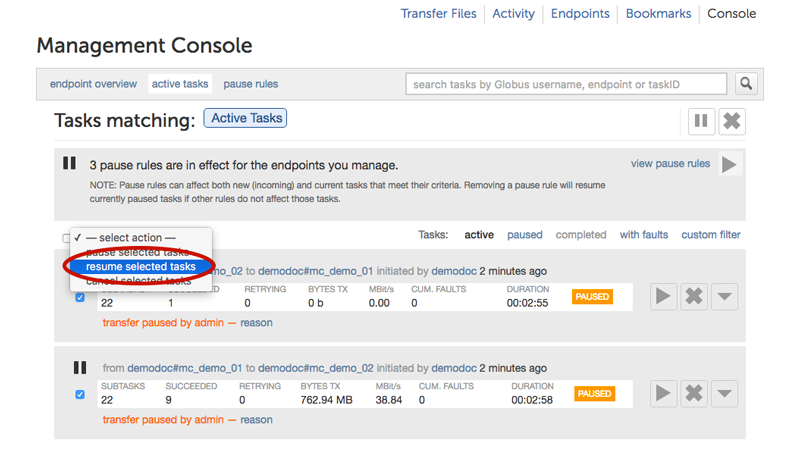 Transfer Files Activity Endpoints Bookmarks Console
Management Console
endpoint overview active tasks pause rules search tasks by Globus username, endpoint or taskID
Tasks matching: Active Tasks
3 pause rules are in effect for the endpoints you manage. view pause rules
NOTE: Pause rules can affect both new (incoming) and current tasks that meet their criteria. Removing a pause rule will resume
currently paused tasks if other rules do not affect those tasks.
✓ — select action — Tasks: active paused completed with faults custom filter
pause selected tasks
resume selected tasks _02 to demodoc#mc_demo_01 initiated by demodoc 2 minutes ago
cancel selected tasks
RETRYING BYTES TX MBit/s CUM. FAULTS DURATION
22 1 0 0 b 0.00 0 00:02:55 PAUSED
transfer paused by admin — reason
from demodoc#mc_demo_01 to demodoc#mc_demo_02 initiated by demodoc 2 minutes ago
SUBTASKS SUCCEEDED RETRYING BYTES TX MBit/s CUM. FAULTS DURATION
22 9 0 762.94 MB 38.84 0 00:02:58 PAUSED
transfer paused by admin — reason